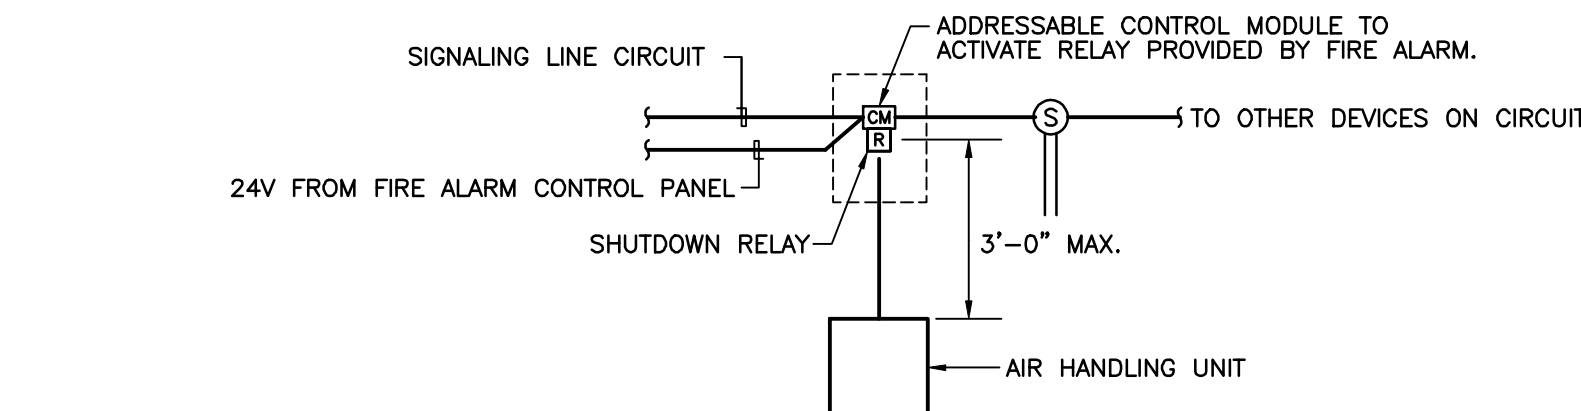 ADDRESSABLE CONTROL MODULE TO
ACTIVATE RELAY PROVIDED BY FIRE ALARM.
SIGNALING LINE CIRCUIT
CM
S
TO OTHER DEVICES ON CIRCUIT
R
24V FROM FIRE ALARM CONTROL PANEL
SHUTDOWN RELAY
3'-0" MAX.
AIR HANDLING UNIT